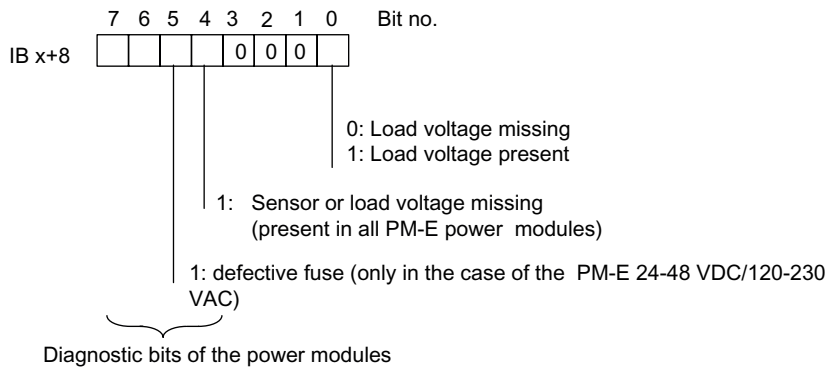 7 6 5 4 3 2 1 0 Bit no.
IB x+8 0 0 0
0: Load voltage missing
1: Load voltage present
1: Sensor or load voltage missing
(present in all PM-E power modules)
1: defective fuse (only in the case of the PM-E 24-48 VDC/120-230
VAC)
Diagnostic bits of the power modules